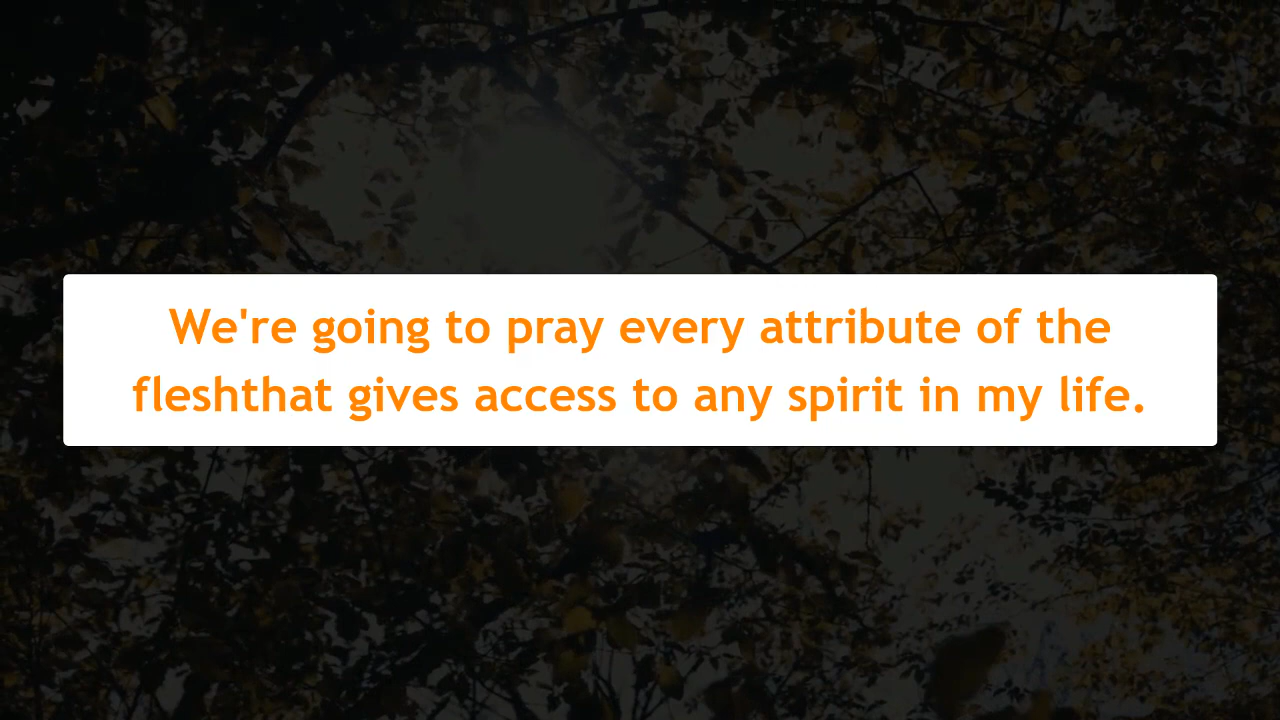 We're going to pray every attribute of the
fleshthat gives access to any spirit in my life.